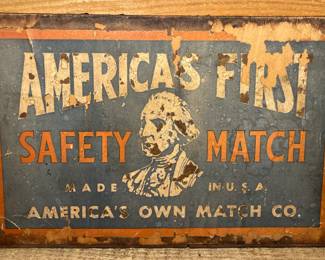 AMERICA'S FIRST
SAFETY MATCH
MADE IN U.S.A.
AMERICA'S OWN MATCH CO.